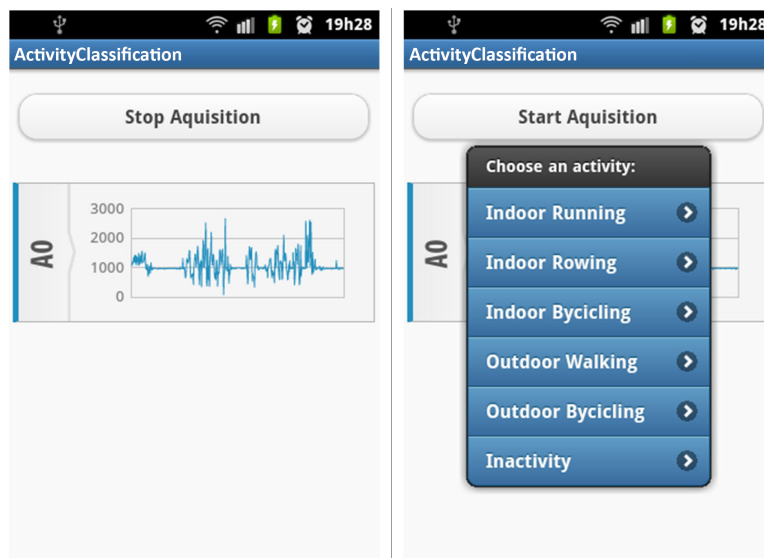 19h28
ActivityClassification
Stop Aquisition
A0
3000
2000
1000
0
19h28
ActivityClassification
Start Aquisition
A0
Choose an activity:
Indoor Running
Indoor Rowing
Indoor Bycicling
Outdoor Walking
Outdoor Bycicling
Inactivity